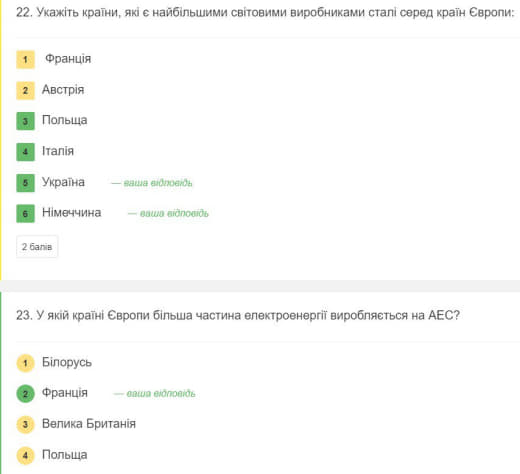 22. Укажіть країни, які є найбільшими світовими виробниками сталі серед країн Європи:
1 Франція
2 Австрія
3 Польща
4 Італія
5 Україна — ваша відповідь
6 Німеччина — ваша відповідь
2 балів
23. У якій країні Європи більша частина електроенергії виробляється на АЕС?
1 Білорусь
2 Франція — ваша відповідь
3 Велика Британія
4 Польща